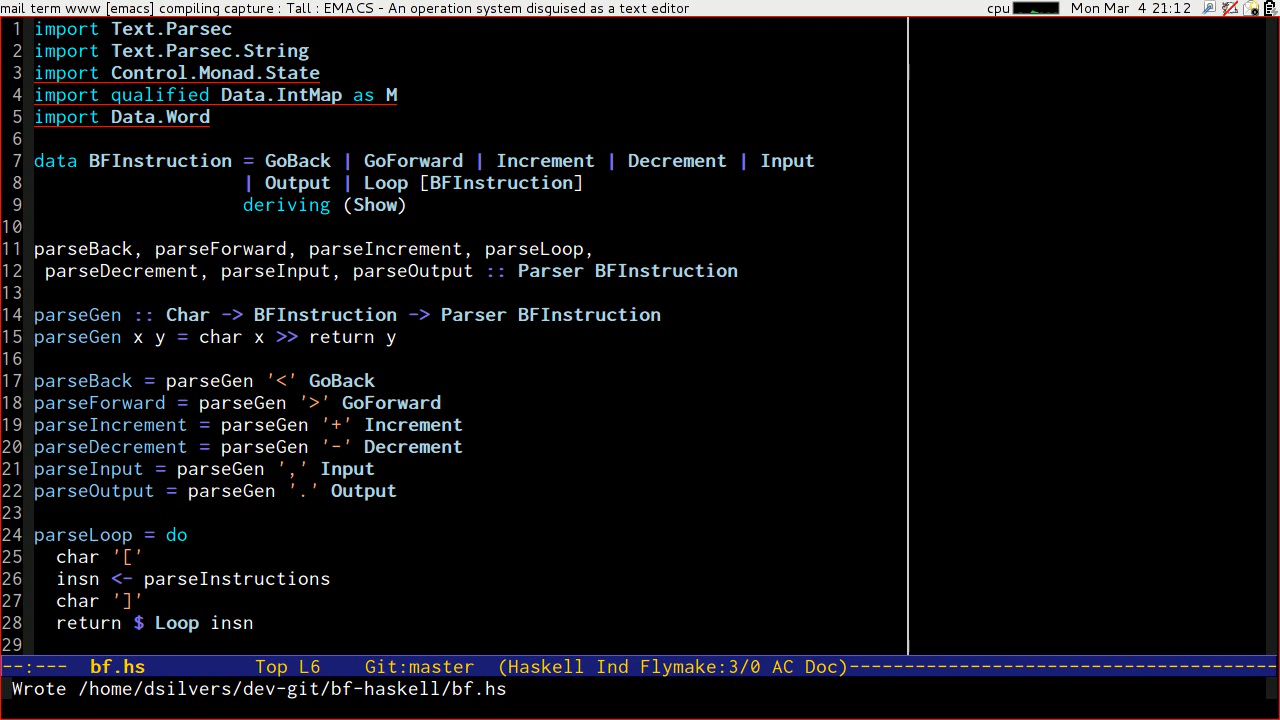 mail term www [emacs] compiling capture : Tall : EMACS - An operation system disguised as a text editor cpu Mon Mar 4 21:12
1 import Text.Parsec
2 import Text.Parsec.String
3 import Control.Monad.State
4 import qualified Data.IntMap as M
5 import Data.Word
6
7 data BFInstruction = GoBack | GoForward | Increment | Decrement | Input
8                    | Output | Loop [BFInstruction]
9                    deriving (Show)
10
11 parseBack, parseForward, parseIncrement, parseLoop,
12  parseDecrement, parseInput, parseOutput :: Parser BFInstruction
13
14 parseGen :: Char -> BFInstruction -> Parser BFInstruction
15 parseGen x y = char x >> return y
16
17 parseBack = parseGen '<' GoBack
18 parseForward = parseGen '>' GoForward
19 parseIncrement = parseGen '+' Increment
20 parseDecrement = parseGen '-' Decrement
21 parseInput = parseGen ',' Input
22 parseOutput = parseGen '.' Output
23
24 parseLoop = do
25   char '['
26   insn <- parseInstructions
27   char ']'
28   return $ Loop insn
29
--:---  bf.hs          Top L6    Git:master  (Haskell Ind Flymake:3/0 AC Doc)---------------------------------------
Wrote /home/dsilvers/dev-git/bf-haskell/bf.hs